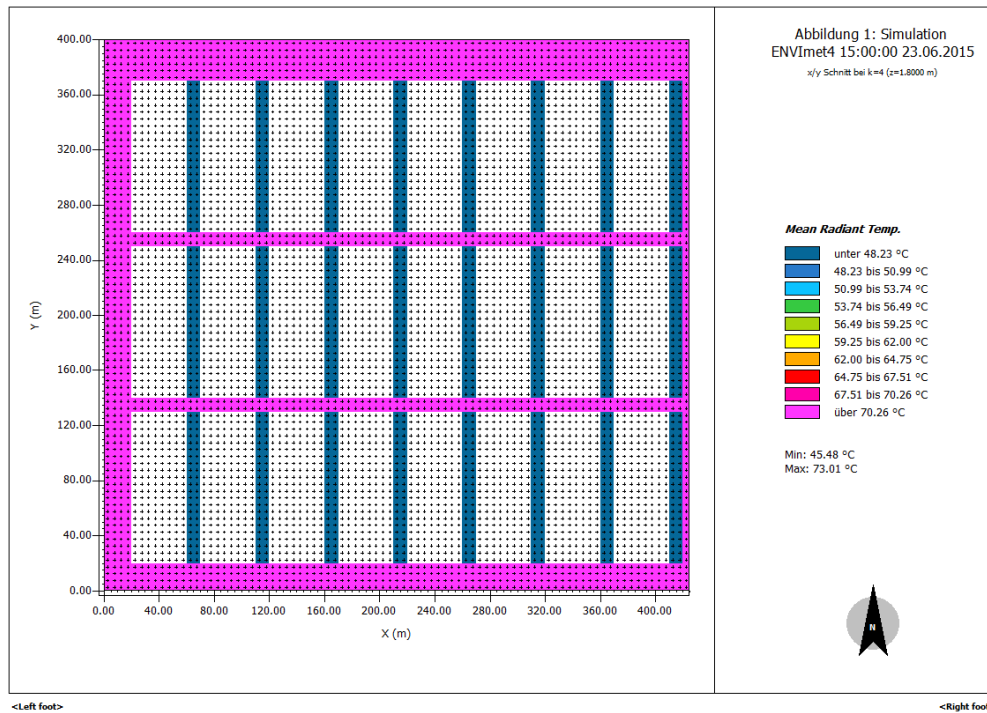 Abbildung 1: Simulation
ENVImet4 15:00:00 23.06.2015
x/y Schnitt bei k=4 (z=1.8000 m)
400.00
360.00
320.00
280.00
240.00
200.00
160.00
120.00
80.00
40.00
0.00
Y (m)
0.00 40.00 80.00 120.00 160.00 200.00 240.00 280.00 320.00 360.00 400.00
X (m)
Mean Radiant Temp.
unter 48.23 °C
48.23 bis 50.99 °C
50.99 bis 53.74 °C
53.74 bis 56.49 °C
56.49 bis 59.25 °C
59.25 bis 62.00 °C
62.00 bis 64.75 °C
64.75 bis 67.51 °C
67.51 bis 70.26 °C
über 70.26 °C
Min: 45.48 °C
Max: 73.01 °C
N
<Left foot>
<Right foot